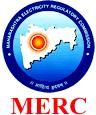 MAHARASHTRA ELECTRICITY REGULATORY COMMISSION
MERC